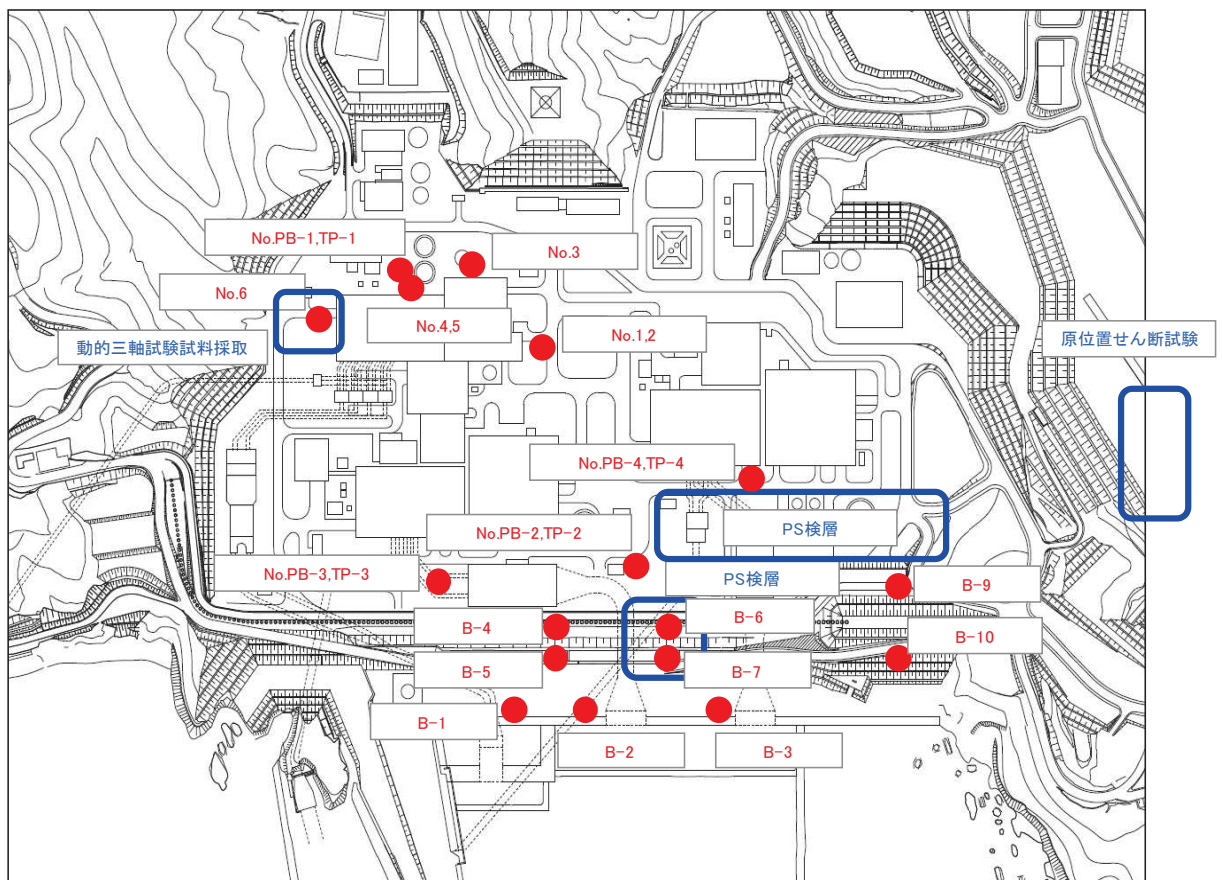 No.PB-1,TP-1
No.3
No.6
No.4,5
No.1,2
動的三軸試験試料採取
原位置せん断試験
No.PB-4,TP-4
PS検層
No.PB-2,TP-2
No.PB-3,TP-3
PS検層
B-9
B-4
B-6
B-10
B-5
B-7
B-1
B-2
B-3